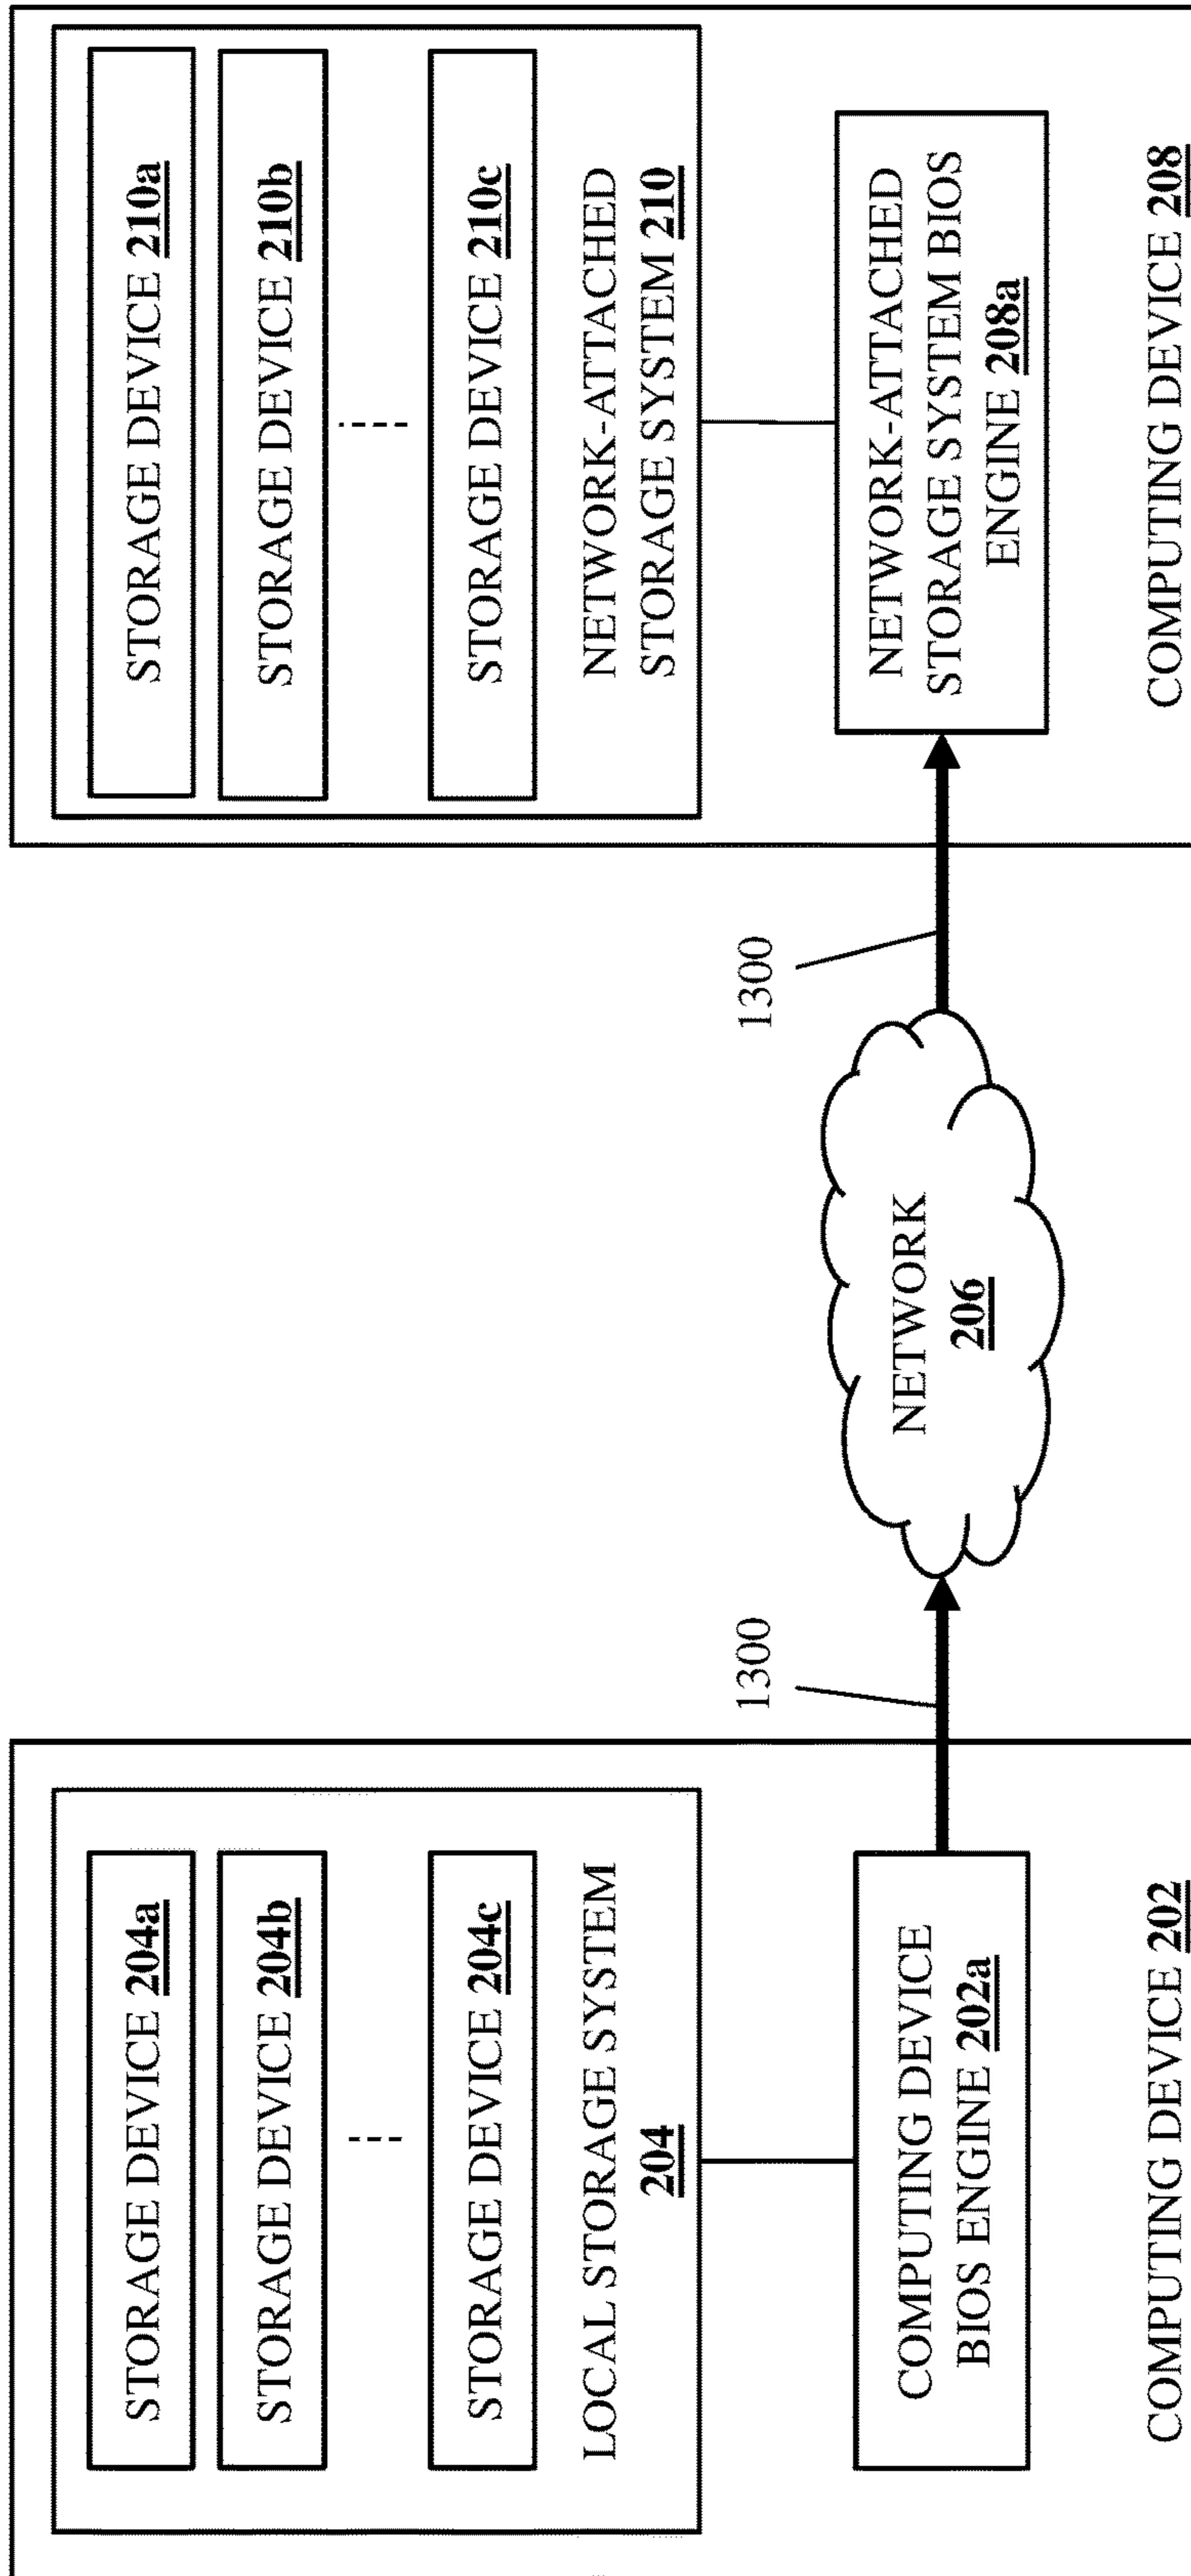 STORAGE DEVICE 204a
STORAGE DEVICE 204b
STORAGE DEVICE 204c
LOCAL STORAGE SYSTEM
204
COMPUTING DEVICE
BIOS ENGINE 202a
COMPUTING DEVICE 202
1300
NETWORK
206
1300
STORAGE DEVICE 210a
STORAGE DEVICE 210b
STORAGE DEVICE 210c
NETWORK-ATTACHED
STORAGE SYSTEM 210
NETWORK-ATTACHED
STORAGE SYSTEM BIOS
ENGINE 208a
COMPUTING DEVICE 208